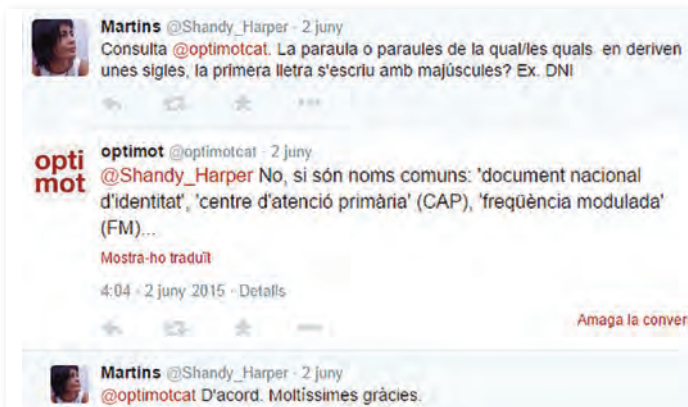 Martins @Shandy_Harper · 2 juny
Consulta @optimotcat. La paraula o paraules de la qual/les quals en deriven
unes sigles, la primera lletra s'escriu amb majúscules? Ex. DNI
opti
mot
optimot @optimotcat · 2 juny
@Shandy_Harper No, si són noms comuns: 'document nacional
d'identitat', 'centre d'atenció primària' (CAP), 'freqüència modulada'
(FM)...
Mostra-ho traduït
4:04 - 2 juny 2015 · Detalls
Amaga la conver
Martins @Shandy_Harper · 2 juny
@optimotcat D'acord. Moltíssimes gràcies.